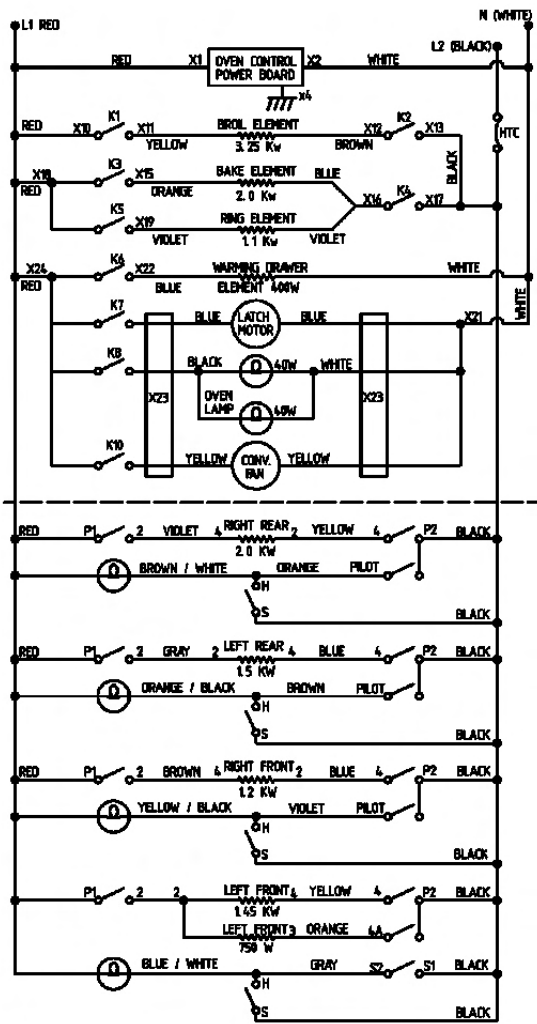 L1 RED N (WHITE)
L2 (BLACK)
RED X1 OVEN CONTROL X2 WHITE
POWER BOARD
X4
RED X10 K1 X11 BROIL ELEMENT X12 K2 X13
YELLOW 3.25 Kw BROWN
HTC
BLACK
X18 K3 X15 BAKE ELEMENT BLUE
RED ORANGE 2.0 Kw X16 K4 X17
K5 X19 RING ELEMENT
VIOLET 1.1 Kw VIOLET
X24 K6 X22 WARMING DRAWER WHITE
RED BLUE ELEMENT 400W
WHITE
K7 BLUE LATCH BLUE X21
MOTOR
K8 BLACK 40W WHITE
X23 OVEN X23
LAMP 40W
K10 YELLOW CONV. YELLOW
FAN
RED P1 2 VIOLET 4 RIGHT REAR 2 YELLOW 4 P2 BLACK
2.0 KW
BROWN / WHITE ORANGE PILOT
H
S BLACK
RED P1 2 GRAY 2 LEFT REAR 4 BLUE 4 P2 BLACK
1.5 KW
ORANGE / BLACK BROWN PILOT
H
S BLACK
RED P1 2 BROWN 4 RIGHT FRONT 2 BLUE 4 P2 BLACK
1.2 KW
YELLOW / BLACK VIOLET PILOT
H
S BLACK
P1 2 2 LEFT FRONT 4 YELLOW 4 P2 BLACK
1.45 KW
LEFT FRONT 3 ORANGE 4A
750 W
BLUE / WHITE GRAY S2 S1 BLACK
H
S BLACK